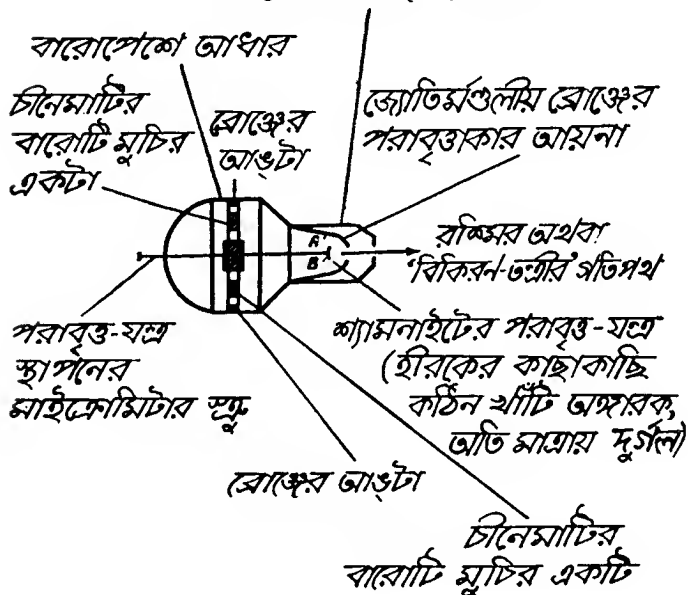 বারোপেশে আধার
চীনেমাটির
বারোটি মুচির
একটা
ব্রোঞ্জের
আঙটা
জ্যোতির্মণ্ডলীয় ব্রোঞ্জের
পরাবৃত্তাকার আয়না
A
B
রশ্মির অথবা
'বিকিরণ-তন্ত্রীর' গতিপথ
পরাবৃত্ত-যন্ত্র
স্থাপনের
মাইক্রোমিটার স্ক্রু
শ্যামনাইটের পরাবৃত্ত-যন্ত্র
(হীরকের কাছাকাছি
কঠিন খাঁটি অঙ্গারক,
অতি মাত্রায় দুর্গল)
ব্রোঞ্জের আঙ্টা
চীনেমাটির
বারোটি মুচির একটি